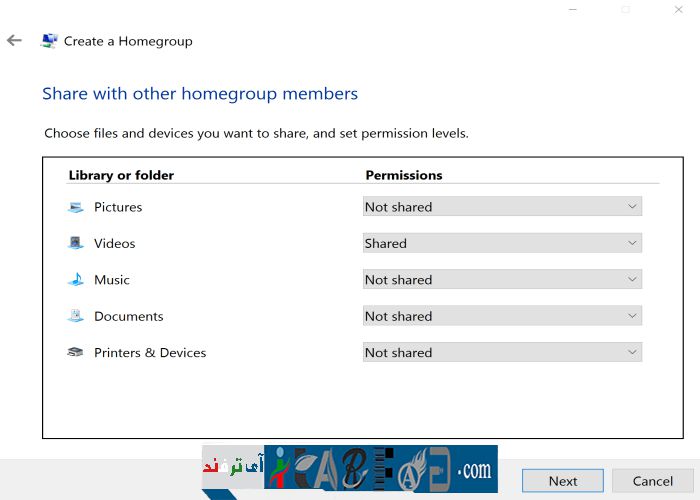 Create a Homegroup
Share with other homegroup members
Choose files and devices you want to share, and set permission levels.
Library or folder Permissions
Pictures Not shared
Videos Shared
Music Not shared
Documents Not shared
Printers & Devices Not shared
آی ترفند .com
Next Cancel